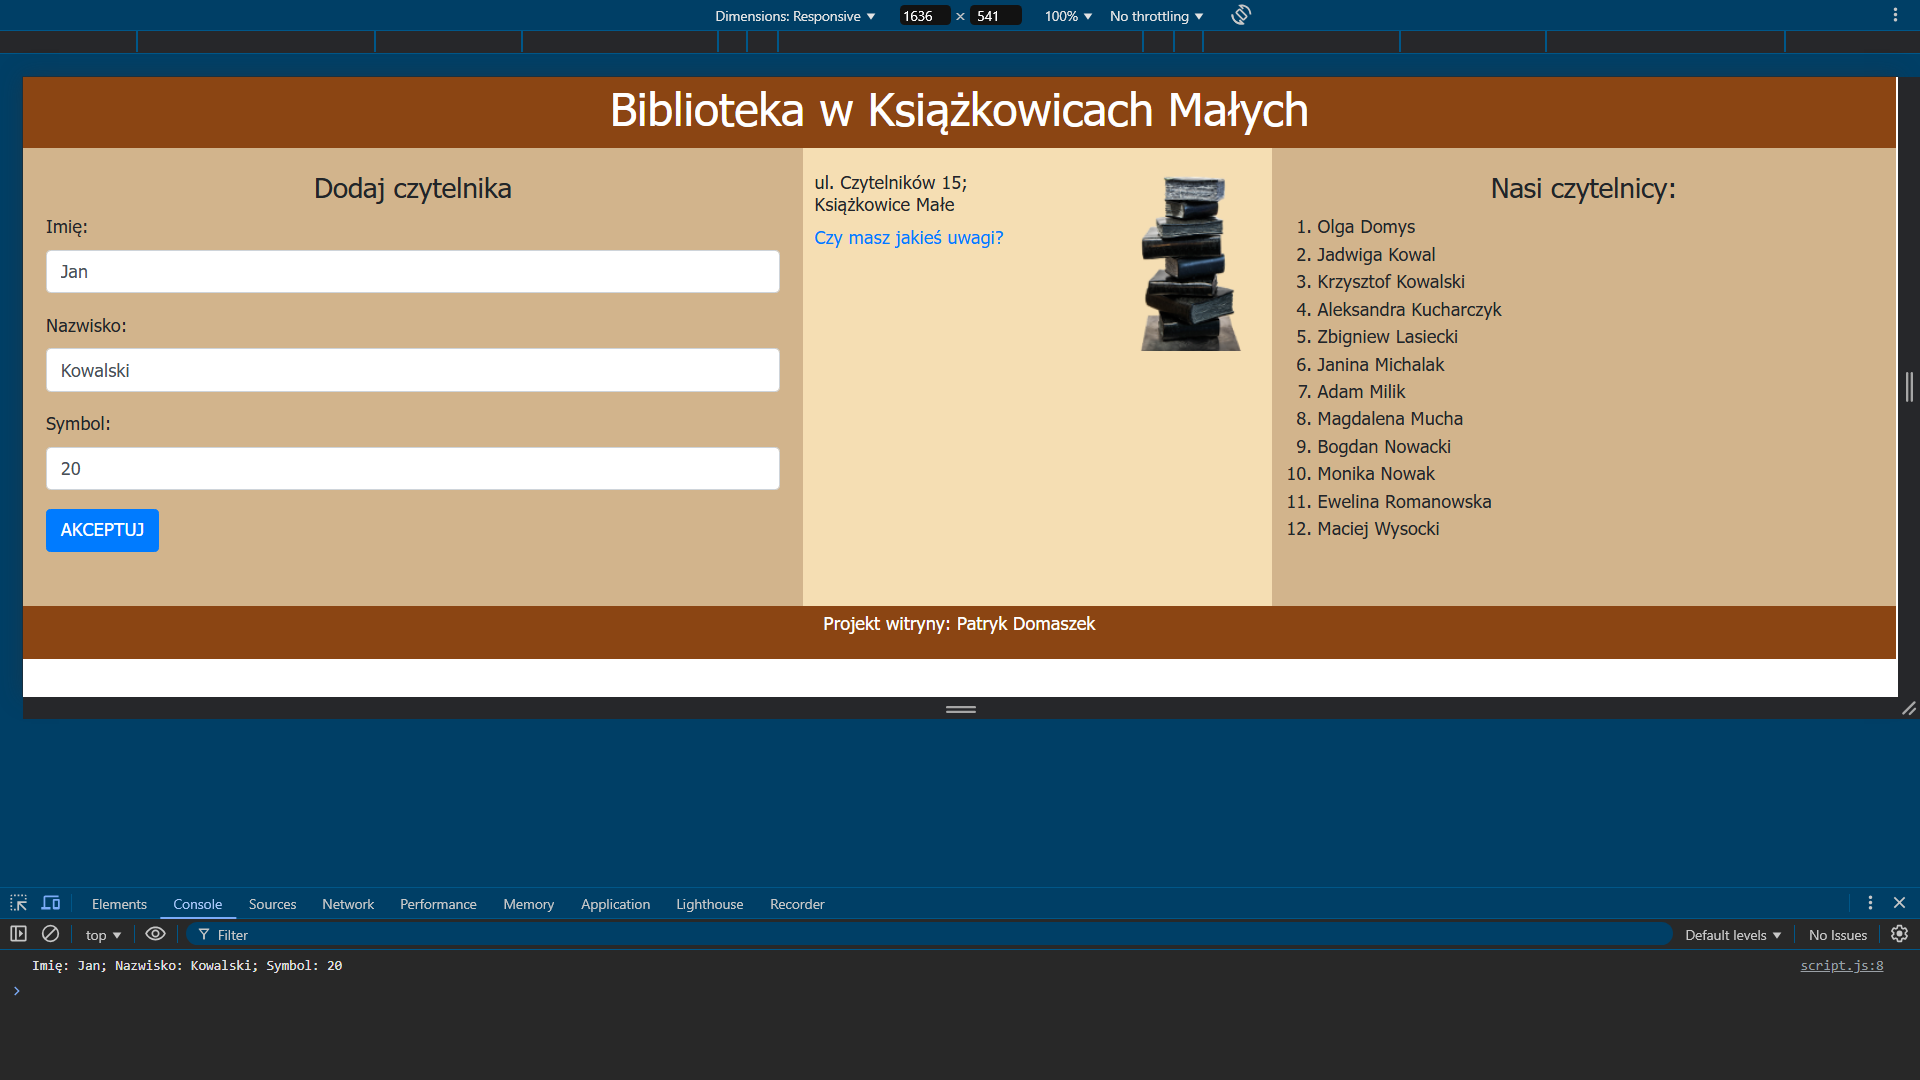 Dimensions: Responsive 1636 × 541 100% No throttling
Biblioteka w Książkowicach Małych
Dodaj czytelnika
Imię:
Jan
Nazwisko:
Kowalski
Symbol:
20
AKCEPTUJ
ul. Czytelników 15;
Książkowice Małe
Czy masz jakieś uwagi?
Nasi czytelnicy:
1. Olga Domys
2. Jadwiga Kowal
3. Krzysztof Kowalski
4. Aleksandra Kucharczyk
5. Zbigniew Lasiecki
6. Janina Michalak
7. Adam Milik
8. Magdalena Mucha
9. Bogdan Nowacki
10. Monika Nowak
11. Ewelina Romanowska
12. Maciej Wysocki
Projekt witryny: Patryk Domaszek
Elements Console Sources Network Performance Memory Application Lighthouse Recorder
top Filter Default levels No Issues
Imię: Jan; Nazwisko: Kowalski; Symbol: 20 script.js:8